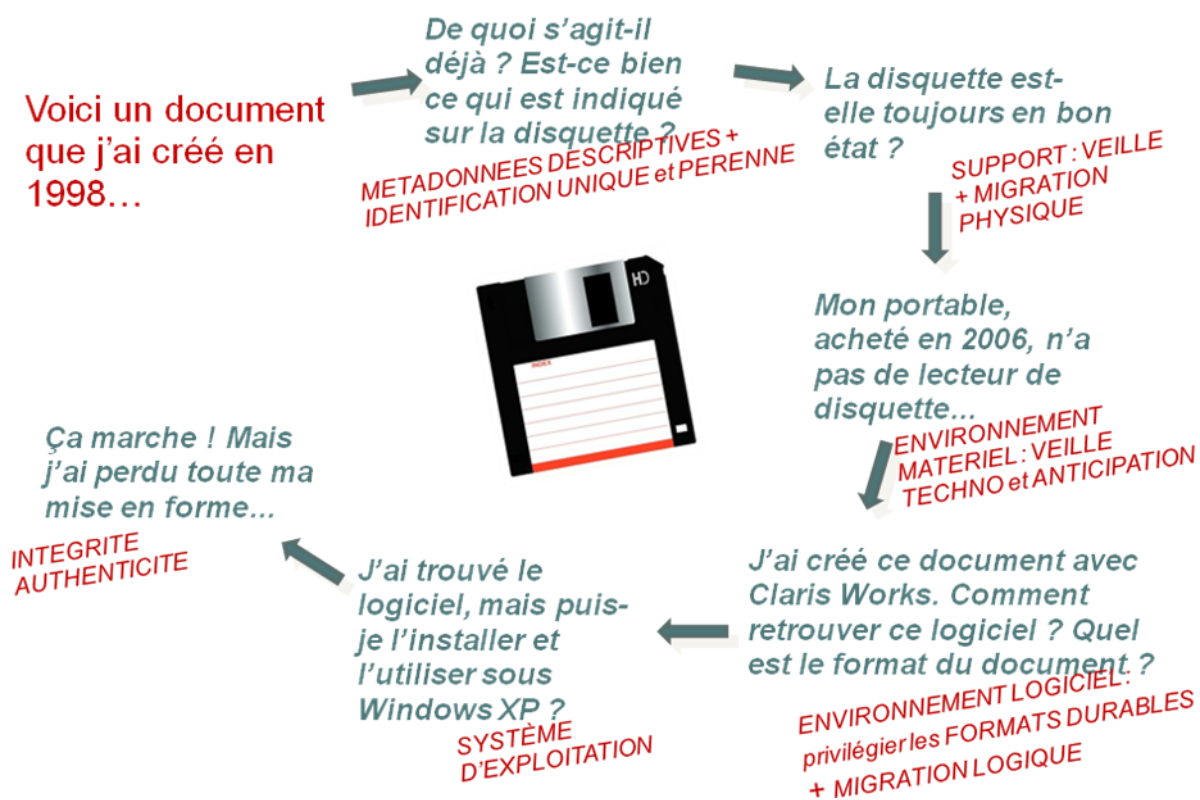 Voici un document
que j'ai créé en
1998…
De quoi s'agit-il
déjà ? Est-ce bien
ce qui est indiqué
sur la disquette ?
METADONNEES DESCRIPTIVES +
IDENTIFICATION UNIQUE et PERENNE
La disquette est-
elle toujours en bon
état ?
SUPPORT : VEILLE
+ MIGRATION
PHYSIQUE
HD
INDEX
Mon portable,
acheté en 2006, n'a
pas de lecteur de
disquette…
ENVIRONNEMENT
MATERIEL : VEILLE
TECHNO et ANTICIPATION
J'ai créé ce document avec
Claris Works. Comment
retrouver ce logiciel ? Quel
est le format du document ?
ENVIRONNEMENT LOGICIEL :
privilégier les FORMATS DURABLES
+ MIGRATION LOGIQUE
J'ai trouvé le
logiciel, mais puis-
je l'installer et
l'utiliser sous
Windows XP ?
SYSTÈME
D'EXPLOITATION
Ça marche ! Mais
j'ai perdu toute ma
mise en forme…
INTEGRITE
AUTHENTICITE